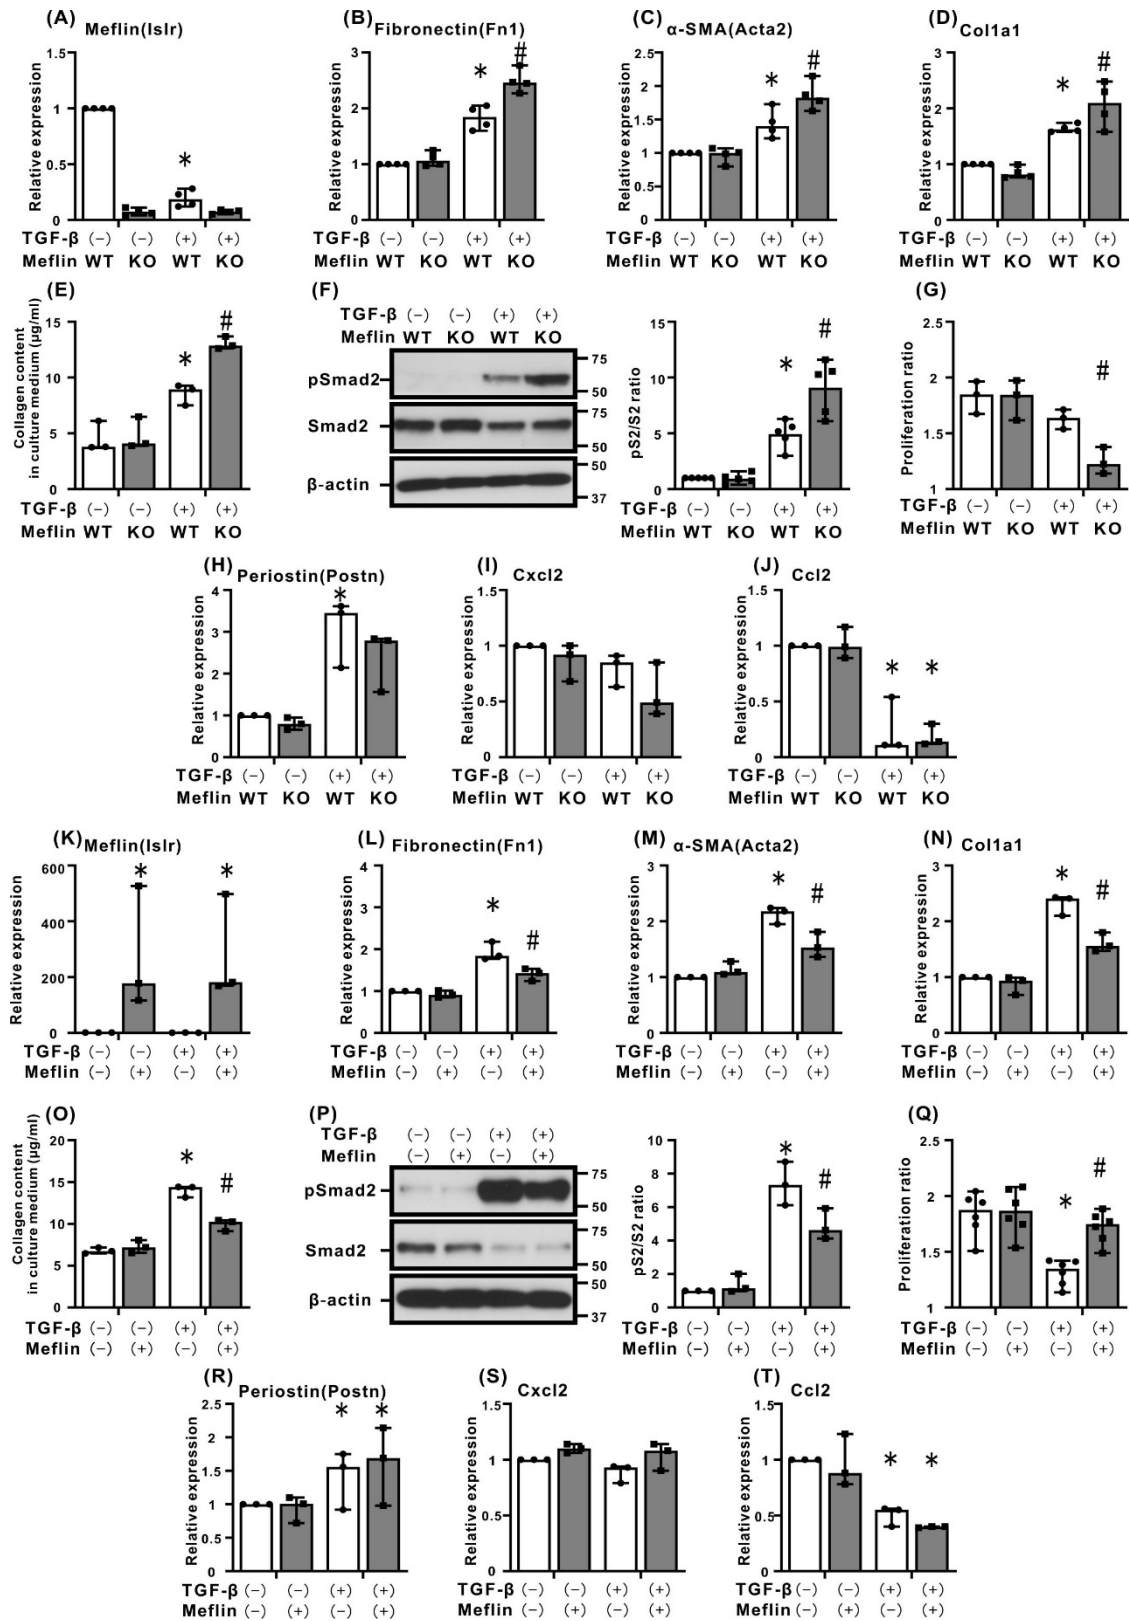 (A) Meflin(Islr)
Relative expression
1.5
1
0.5
0
* 
TGF-β (−) (−) (+) (+)
Meflin WT KO WT KO
(B) Fibronectin(Fn1)
Relative expression
3
2
1
0
* #
TGF-β (−) (−) (+) (+)
Meflin WT KO WT KO
(C) α-SMA(Acta2)
Relative expression
2.5
2
1.5
1
0.5
0
* #
TGF-β (−) (−) (+) (+)
Meflin WT KO WT KO
(D) Col1a1
Relative expression
3
2
1
0
* #
TGF-β (−) (−) (+) (+)
Meflin WT KO WT KO
(E)
Collagen content
in culture medium (μg/ml)
15
10
5
0
* #
TGF-β (−) (−) (+) (+)
Meflin WT KO WT KO
(F)
TGF-β (−) (−) (+) (+)
Meflin WT KO WT KO
pSmad2
75
50
Smad2
75
50
β-actin
50
37
pS2/S2 ratio
15
10
5
0
* #
TGF-β (−) (−) (+) (+)
Meflin WT KO WT KO
(G)
Proliferation ratio
2.5
2
1.5
1
#
TGF-β (−) (−) (+) (+)
Meflin WT KO WT KO
(H) Periostin(Postn)
Relative expression
4
3
2
1
0
*
TGF-β (−) (−) (+) (+)
Meflin WT KO WT KO
(I) Cxcl2
Relative expression
1.5
1
0.5
0
TGF-β (−) (−) (+) (+)
Meflin WT KO WT KO
(J) Ccl2
Relative expression
1.5
1
0.5
0
* *
TGF-β (−) (−) (+) (+)
Meflin WT KO WT KO
(K) Meflin(Islr)
Relative expression
600
400
200
0
* *
TGF-β (−) (−) (+) (+)
Meflin (−) (+) (−) (+)
(L) Fibronectin(Fn1)
Relative expression
4
3
2
1
0
* #
TGF-β (−) (−) (+) (+)
Meflin (−) (+) (−) (+)
(M) α-SMA(Acta2)
Relative expression
3
2
1
0
* #
TGF-β (−) (−) (+) (+)
Meflin (−) (+) (−) (+)
(N) Col1a1
Relative expression
3
2
1
0
* #
TGF-β (−) (−) (+) (+)
Meflin (−) (+) (−) (+)
(O)
Collagen content
in culture medium (μg/ml)
20
15
10
5
0
* #
TGF-β (−) (−) (+) (+)
Meflin (−) (+) (−) (+)
(P)
TGF-β (−) (−) (+) (+)
Meflin (−) (+) (−) (+)
pSmad2
75
50
Smad2
75
50
β-actin
50
37
pS2/S2 ratio
10
8
6
4
2
0
* #
TGF-β (−) (−) (+) (+)
Meflin (−) (+) (−) (+)
(Q)
Proliferation ratio
2.5
2
1.5
1
* #
TGF-β (−) (−) (+) (+)
Meflin (−) (+) (−) (+)
(R) Periostin(Postn)
Relative expression
2.5
2
1.5
1
0.5
0
* *
TGF-β (−) (−) (+) (+)
Meflin (−) (+) (−) (+)
(S) Cxcl2
Relative expression
1.5
1
0.5
0
TGF-β (−) (−) (+) (+)
Meflin (−) (+) (−) (+)
(T) Ccl2
Relative expression
1.5
1
0.5
0
* *
TGF-β (−) (−) (+) (+)
Meflin (−) (+) (−) (+)